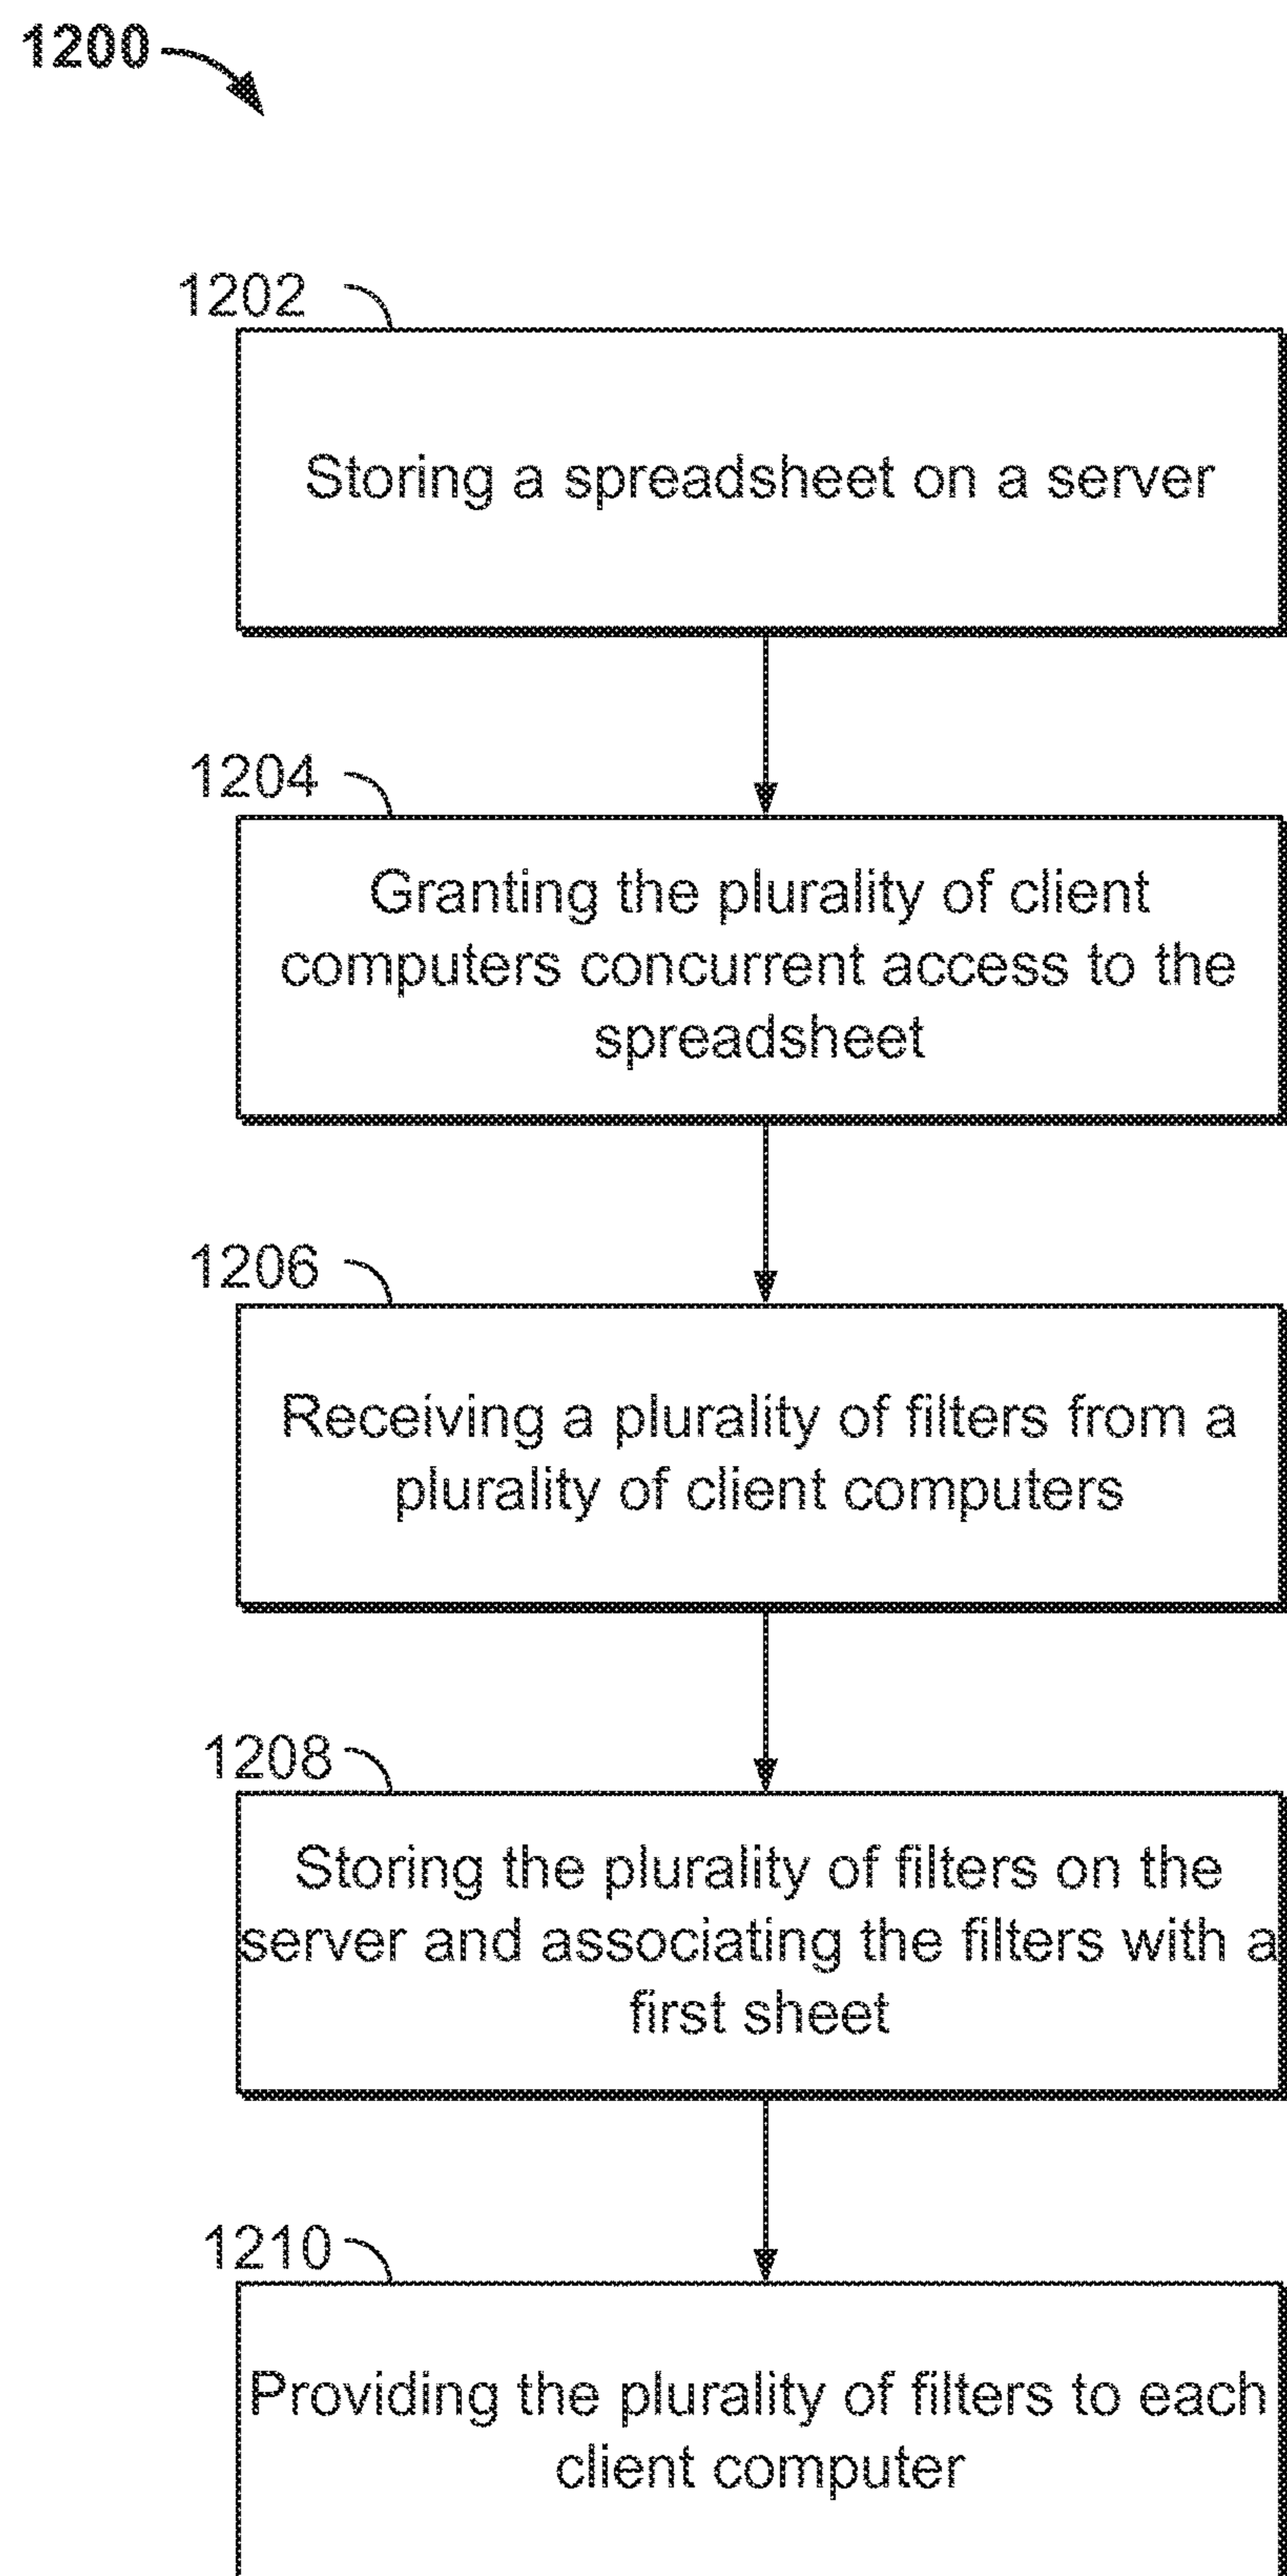 1200
1202
Storing a spreadsheet on a server
1204
Granting the plurality of client
computers concurrent access to the
spreadsheet
1206
Receiving a plurality of filters from a
plurality of client computers
1208
Storing the plurality of filters on the
server and associating the filters with a
first sheet
1210
Providing the plurality of filters to each
client computer